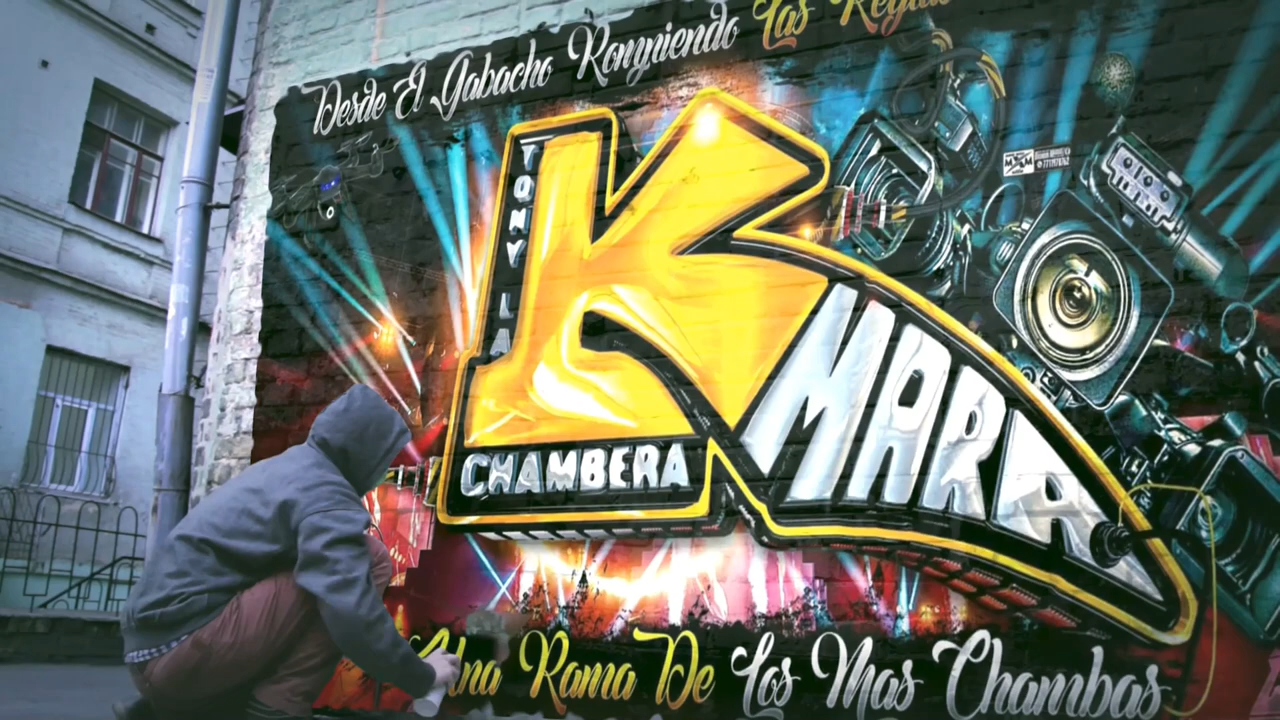 Desde El Gabacho Rompiendo Las Reglas
TONY LA
K
MARA
CHAMBERA
Una Rama De Los Mas Chambas